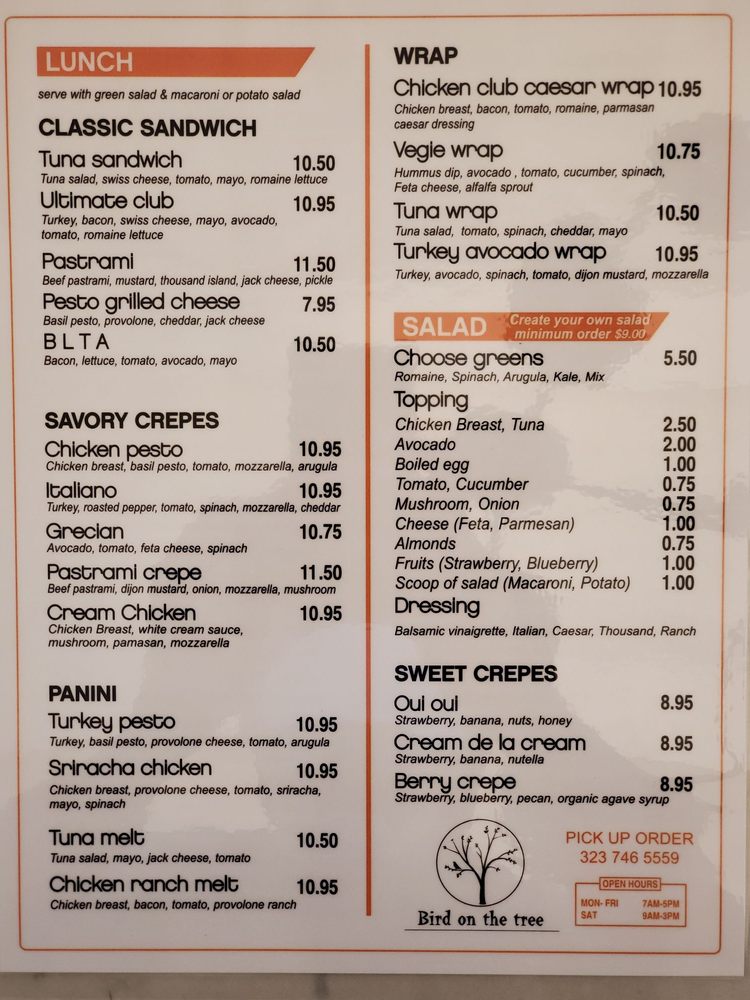 LUNCH
serve with green salad & macaroni or potato salad
CLASSIC SANDWICH
Tuna sandwich 10.50
Tuna salad, swiss cheese, tomato, mayo, romaine lettuce
Ultimate club 10.95
Turkey, bacon, swiss cheese, mayo, avocado,
tomato, romaine lettuce
Pastrami 11.50
Beef pastrami, mustard, thousand island, jack cheese, pickle
Pesto grilled cheese 7.95
Basil pesto, provolone, cheddar, jack cheese
B L T A 10.50
Bacon, lettuce, tomato, avocado, mayo
SAVORY CREPES
Chicken pesto 10.95
Chicken breast, basil pesto, tomato, mozzarella, arugula
Italiano 10.95
Turkey, roasted pepper, tomato, spinach, mozzarella, cheddar
Grecian 10.75
Avocado, tomato, feta cheese, spinach
Pastrami crepe 11.50
Beef pastrami, dijon mustard, onion, mozzarella, mushroom
Cream Chicken 10.95
Chicken Breast, white cream sauce,
mushroom, pamasan, mozzarella
PANINI
Turkey pesto 10.95
Turkey, basil pesto, provolone cheese, tomato, arugula
Sriracha chicken 10.95
Chicken breast, provolone cheese, tomato, sriracha,
mayo, spinach
Tuna melt 10.50
Tuna salad, mayo, jack cheese, tomato
Chicken ranch melt 10.95
Chicken breast, bacon, tomato, provolone ranch
WRAP
Chicken club caesar wrap 10.95
Chicken breast, bacon, tomato, romaine, parmasan
caesar dressing
Vegie wrap 10.75
Hummus dip, avocado , tomato, cucumber, spinach,
Feta cheese, alfalfa sprout
Tuna wrap 10.50
Tuna salad, tomato, spinach, cheddar, mayo
Turkey avocado wrap 10.95
Turkey, avocado, spinach, tomato, dijon mustard, mozzarella
SALAD Create your own salad
minimum order $9.00
Choose greens 5.50
Romaine, Spinach, Arugula, Kale, Mix
Topping
Chicken Breast, Tuna 2.50
Avocado 2.00
Boiled egg 1.00
Tomato, Cucumber 0.75
Mushroom, Onion 0.75
Cheese (Feta, Parmesan) 1.00
Almonds 0.75
Fruits (Strawberry, Blueberry) 1.00
Scoop of salad (Macaroni, Potato) 1.00
Dressing
Balsamic vinaigrette, Italian, Caesar, Thousand, Ranch
SWEET CREPES
Oui oui 8.95
Strawberry, banana, nuts, honey
Cream de la cream 8.95
Strawberry, banana, nutella
Berry crepe 8.95
Strawberry, blueberry, pecan, organic agave syrup
Bird on the tree
PICK UP ORDER
323 746 5559
OPEN HOURS
MON- FRI 7AM-5PM
SAT 9AM-3PM